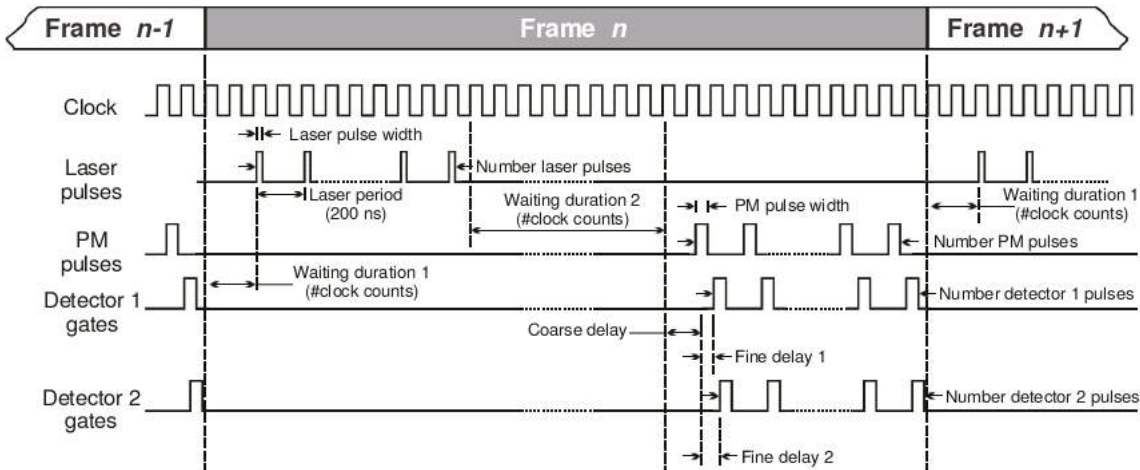 Frame n-1
Frame n
Frame n+1
Clock
Laser pulse width
Laser
pulses
Number laser pulses
Laser period
(200 ns)
Waiting duration 2
(#clock counts)
PM pulse width
Waiting duration 1
(#clock counts)
PM
pulses
Number PM pulses
Waiting duration 1
(#clock counts)
Detector 1
gates
Number detector 1 pulses
Coarse delay
Fine delay 1
Detector 2
gates
Number detector 2 pulses
Fine delay 2